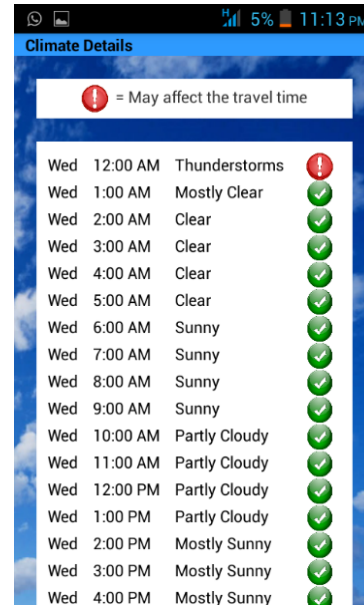 H 5% 11:13 PM
Climate Details
! = May affect the travel time
Wed 12:00 AM Thunderstorms !
Wed 1:00 AM Mostly Clear
Wed 2:00 AM Clear
Wed 3:00 AM Clear
Wed 4:00 AM Clear
Wed 5:00 AM Clear
Wed 6:00 AM Sunny
Wed 7:00 AM Sunny
Wed 8:00 AM Sunny
Wed 9:00 AM Sunny
Wed 10:00 AM Partly Cloudy
Wed 11:00 AM Partly Cloudy
Wed 12:00 PM Partly Cloudy
Wed 1:00 PM Partly Cloudy
Wed 2:00 PM Mostly Sunny
Wed 3:00 PM Mostly Sunny
Wed 4:00 PM Mostly Sunny